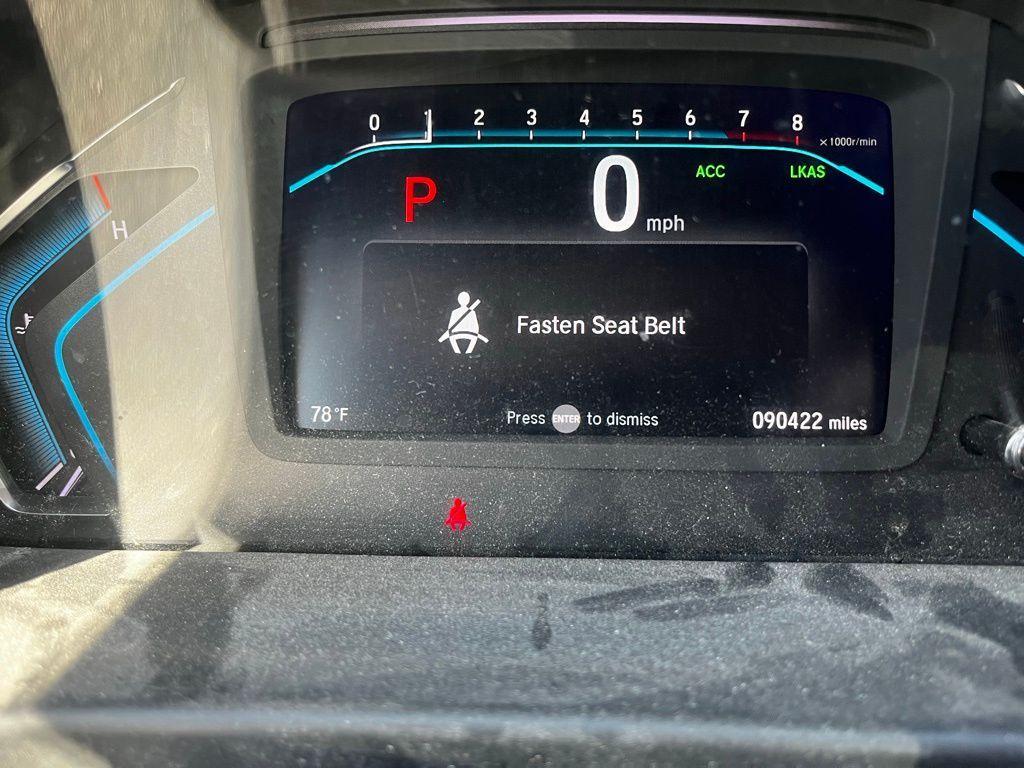 0 1 2 3 4 5 6 7 8
×1000r/min
P
0 mph
ACC
LKAS
H
Fasten Seat Belt
78°F
Press ENTER to dismiss
090422 miles